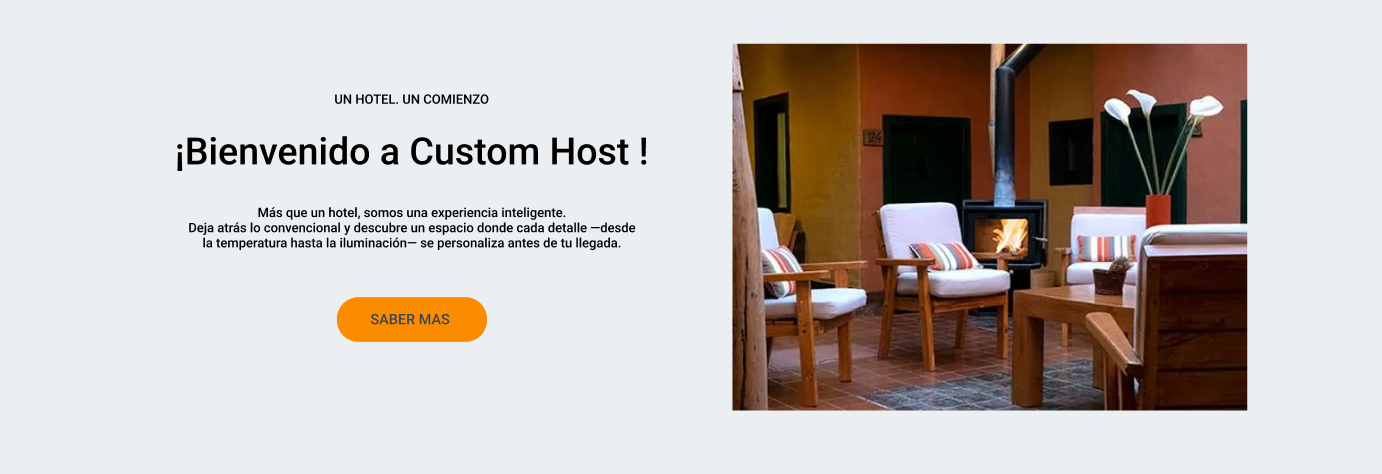 UN HOTEL. UN COMIENZO
¡Bienvenido a Custom Host !
Más que un hotel, somos una experiencia inteligente.
Deja atrás lo convencional y descubre un espacio donde cada detalle —desde
la temperatura hasta la iluminación— se personaliza antes de tu llegada.
SABER MAS
124